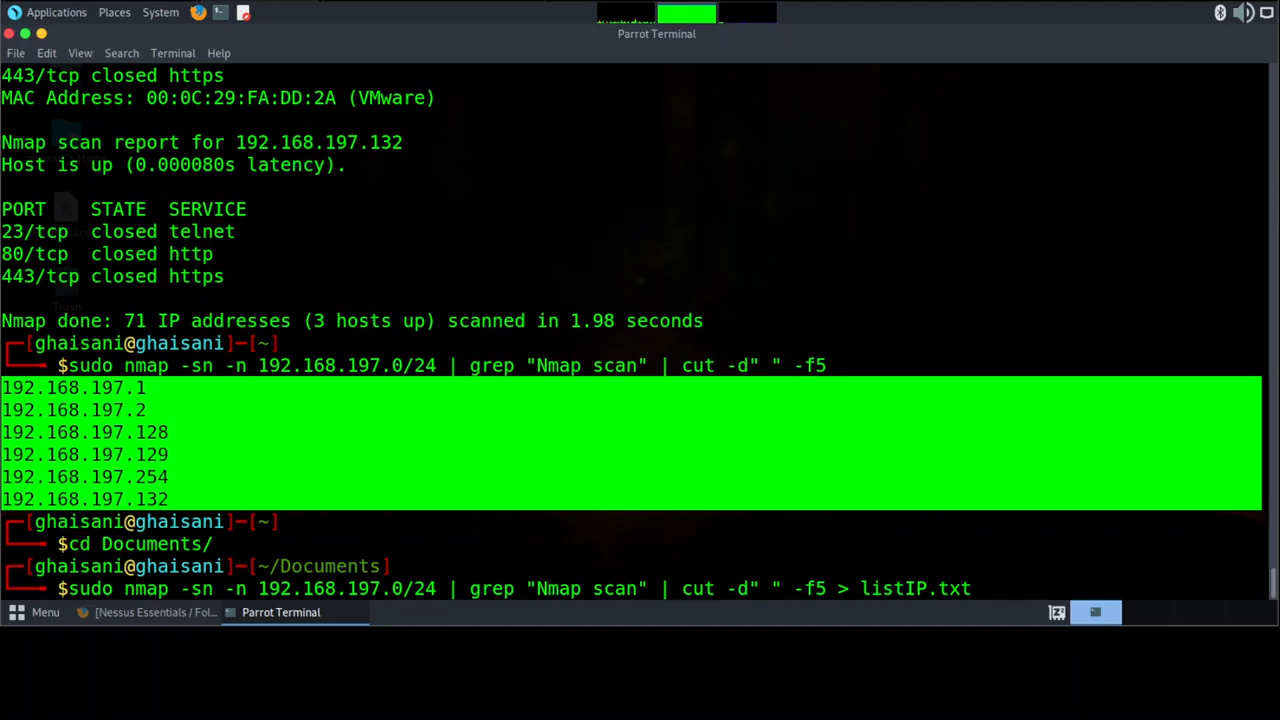 Applications Places System
Parrot Terminal
File Edit View Search Terminal Help
443/tcp closed https
MAC Address: 00:0C:29:FA:DD:2A (VMware)
Nmap scan report for 192.168.197.132
Host is up (0.000080s latency).
PORT STATE SERVICE
23/tcp closed telnet
80/tcp closed http
443/tcp closed https
Nmap done: 71 IP addresses (3 hosts up) scanned in 1.98 seconds
┌─[ghaisani@ghaisani]─[~]
└──╼ $sudo nmap -sn -n 192.168.197.0/24 | grep "Nmap scan" | cut -d" " -f5
192.168.197.1
192.168.197.2
192.168.197.128
192.168.197.129
192.168.197.254
192.168.197.132
┌─[ghaisani@ghaisani]─[~]
└──╼ $cd Documents/
┌─[ghaisani@ghaisani]─[~/Documents]
└──╼ $sudo nmap -sn -n 192.168.197.0/24 | grep "Nmap scan" | cut -d" " -f5 > listIP.txt
Menu [Nessus Essentials / Fol... Parrot Terminal